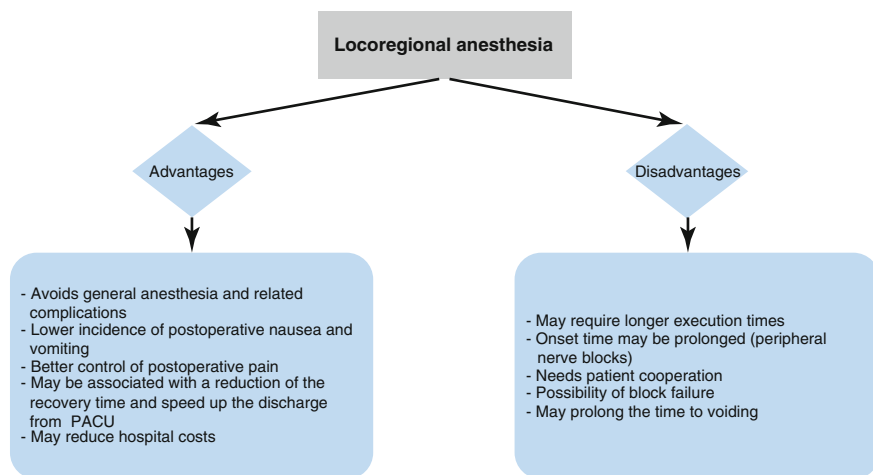 Locoregional anesthesia
Advantages
Disadvantages
- Avoids general anesthesia and related
complications
- Lower incidence of postoperative nausea and
vomiting
- Better control of postoperative pain
- May be associated with a reduction of the
recovery time and speed up the discharge
from PACU
- May reduce hospital costs
- May require longer execution times
- Onset time may be prolonged (peripheral
nerve blocks)
- Needs patient cooperation
- Possibility of block failure
- May prolong the time to voiding